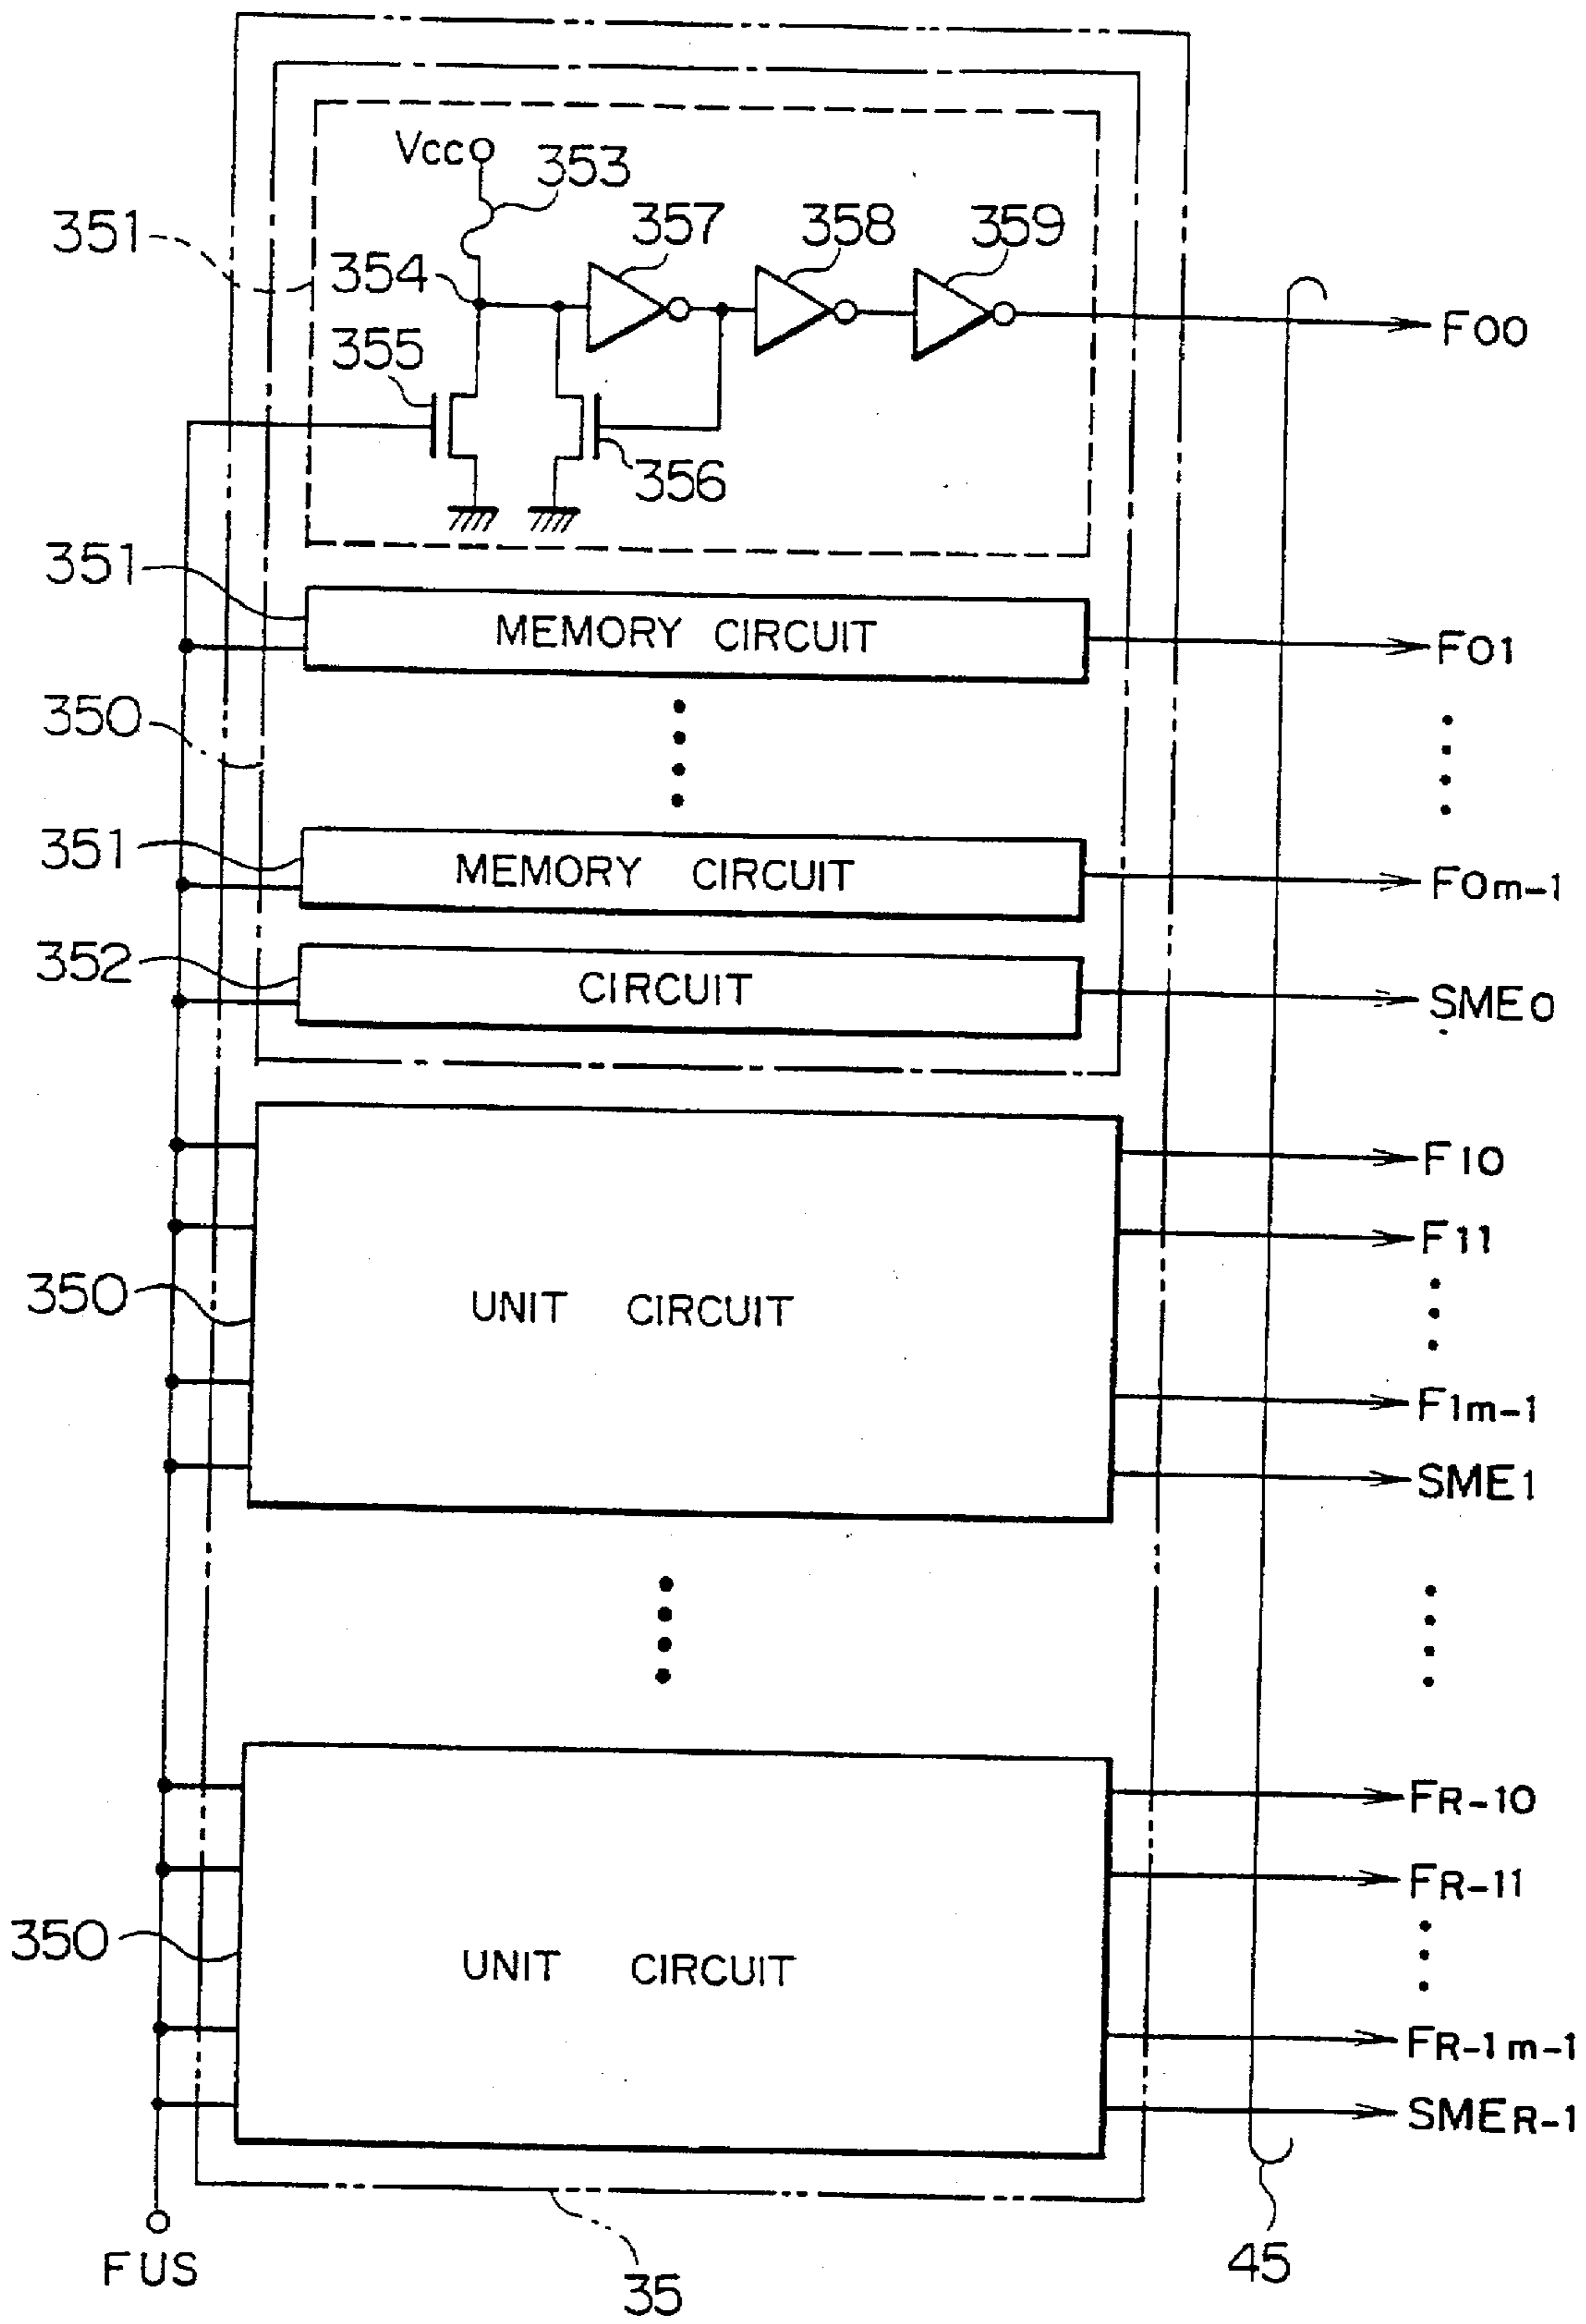 Vcc
353
351
357
358
359
354
F00
355
356
351
MEMORY CIRCUIT
F01
350
351
MEMORY CIRCUIT
F0m-1
352
CIRCUIT
SME0
F10
F11
350
UNIT CIRCUIT
F1m-1
SME1
FR-10
FR-11
350
UNIT CIRCUIT
FR-1m-1
SMER-1
FUS
35
45